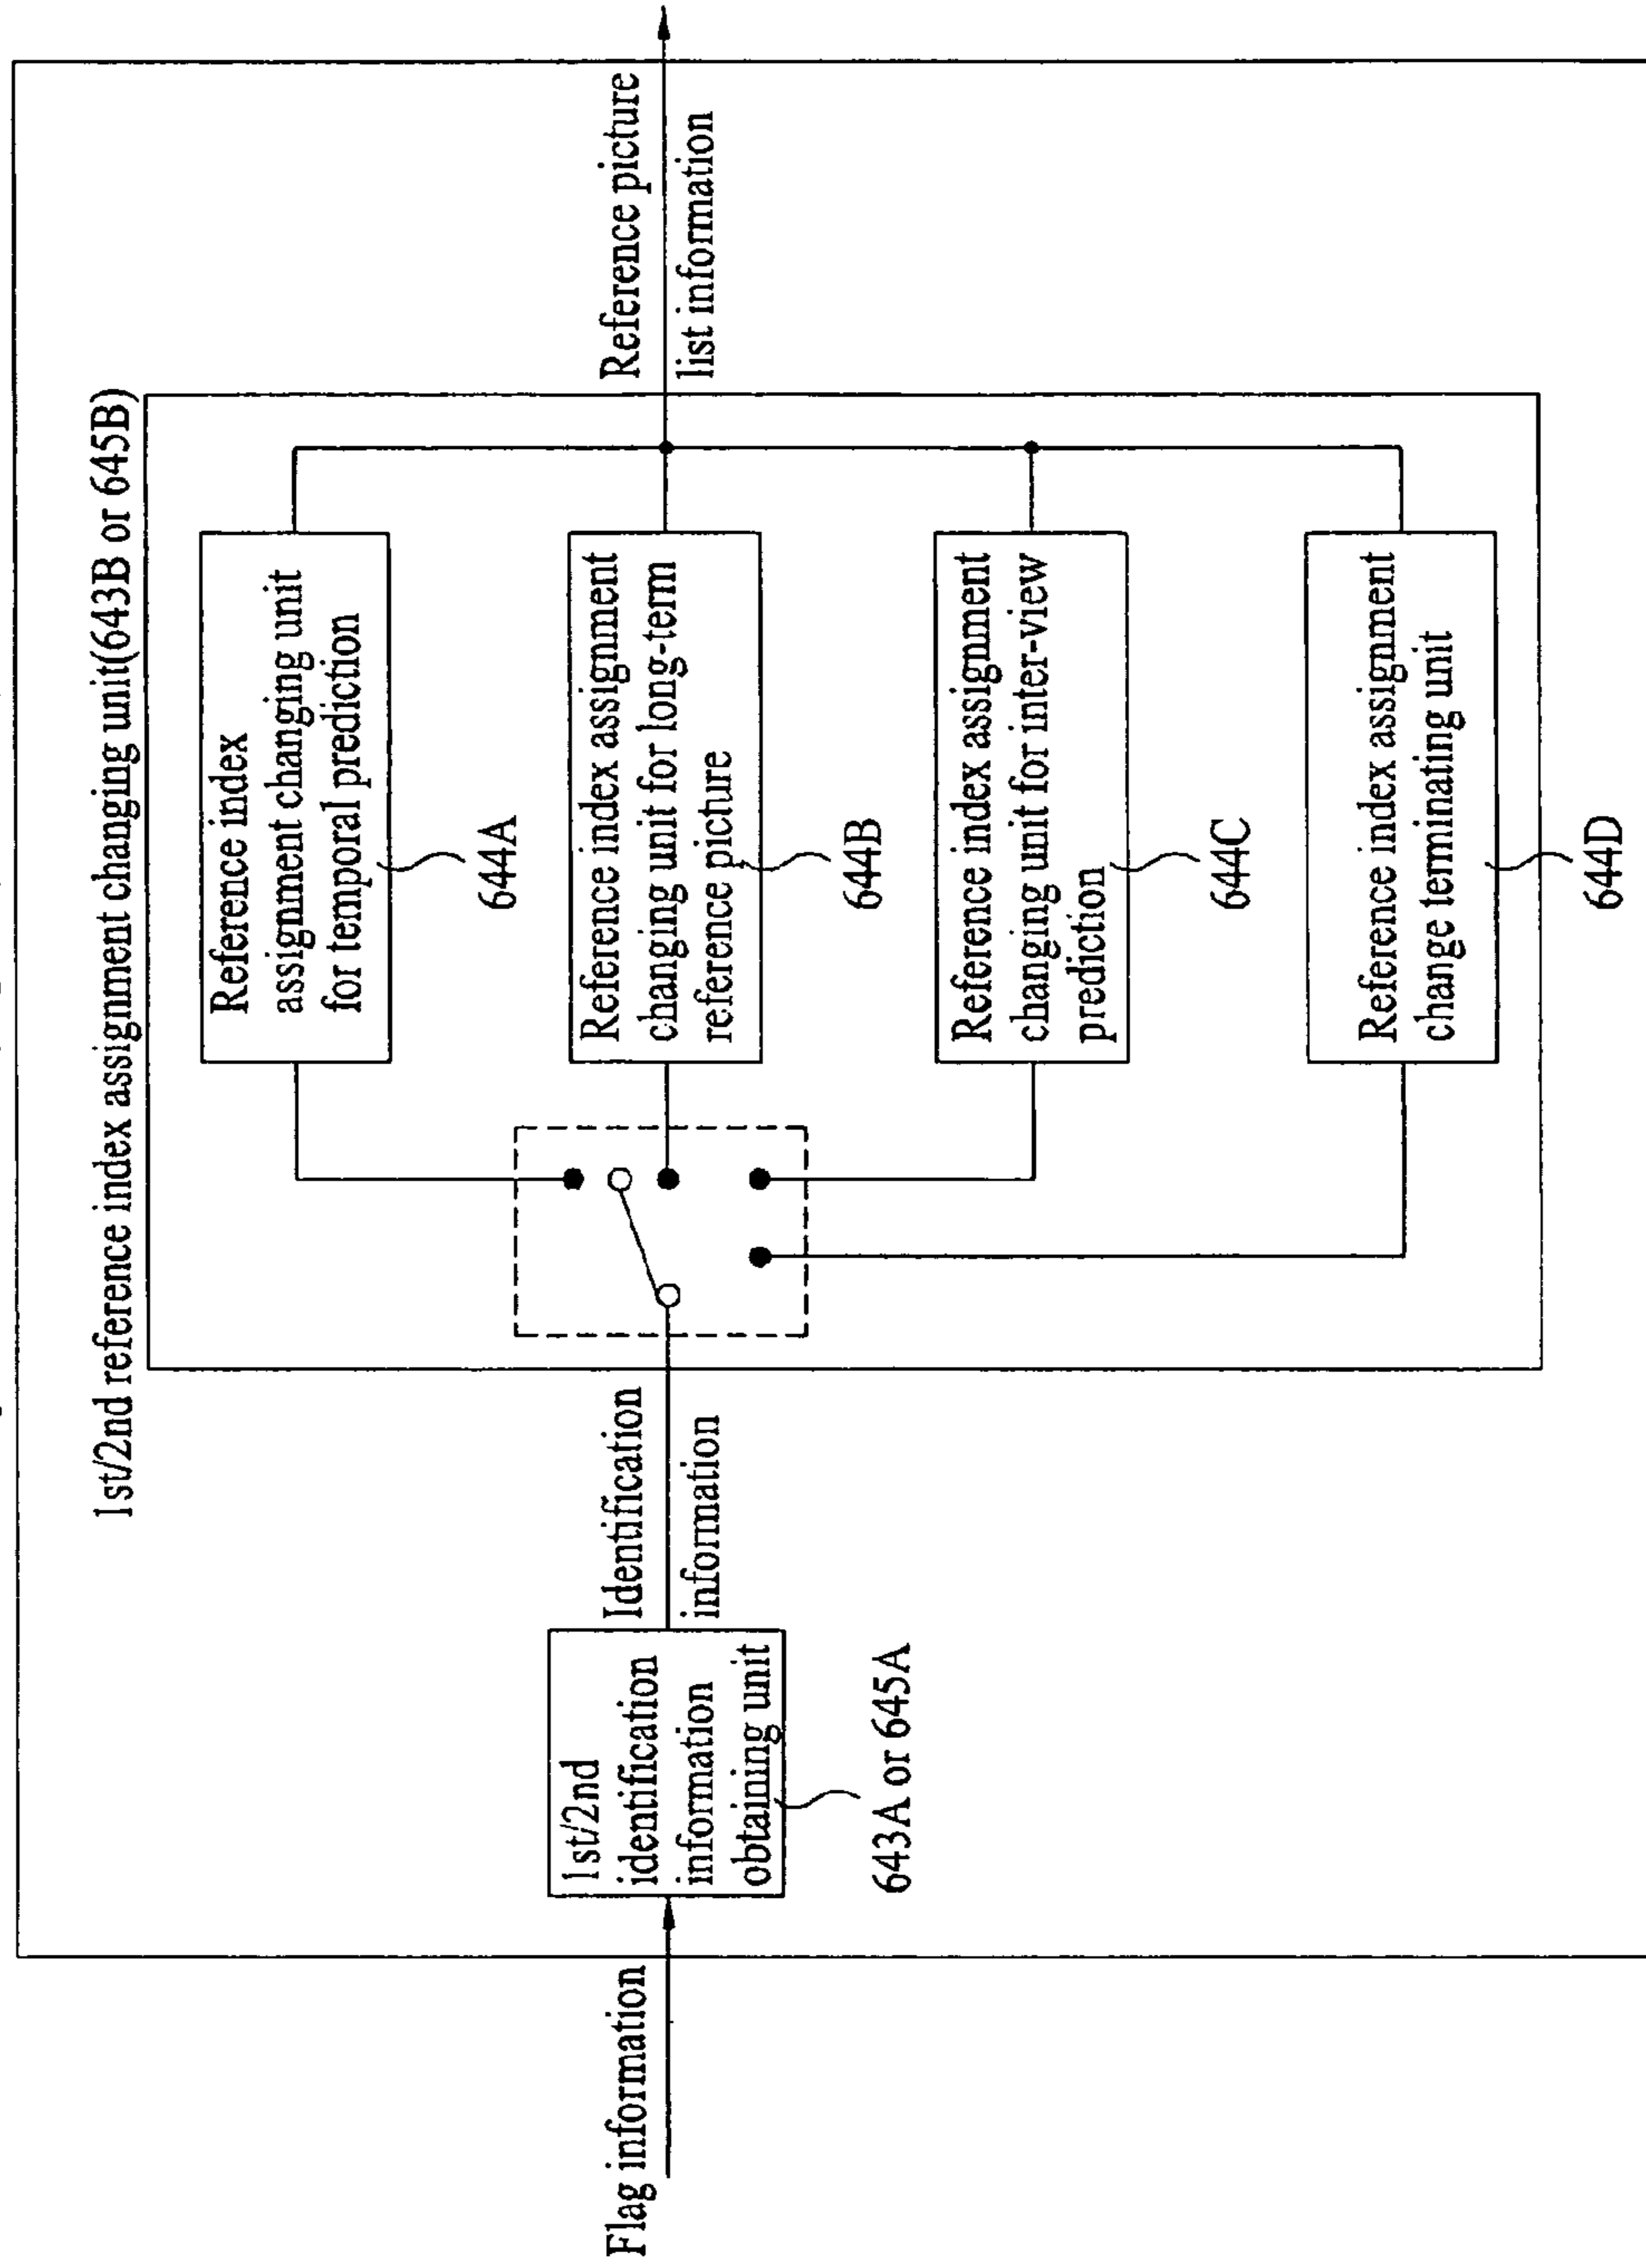 1st/2nd reference index assignment changing unit(643B or 645B)
Flag information
1st/2nd
identification
information
obtaining unit
643A or 645A
Identification
information
Reference index
assignment changing unit
for temporal prediction
644A
Reference index assignment
changing unit for long-term
reference picture
644B
Reference index assignment
changing unit for inter-view
prediction
644C
Reference index assignment
change terminating unit
644D
Reference picture
list information